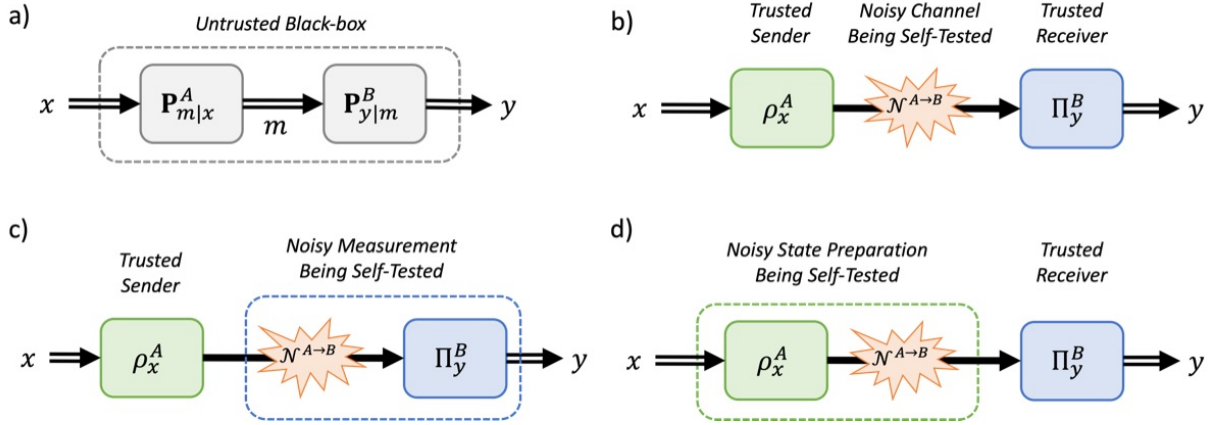 a)
Untrusted Black-box
x
P^A_{m|x}
m
P^B_{y|m}
y
b)
Trusted
Sender
Noisy Channel
Being Self-Tested
Trusted
Receiver
x
ρ^A_x
𝒩^{A→B}
Π^B_y
y
c)
Trusted
Sender
Noisy Measurement
Being Self-Tested
x
ρ^A_x
𝒩^{A→B}
Π^B_y
y
d)
Noisy State Preparation
Being Self-Tested
Trusted
Receiver
x
ρ^A_x
𝒩^{A→B}
Π^B_y
y